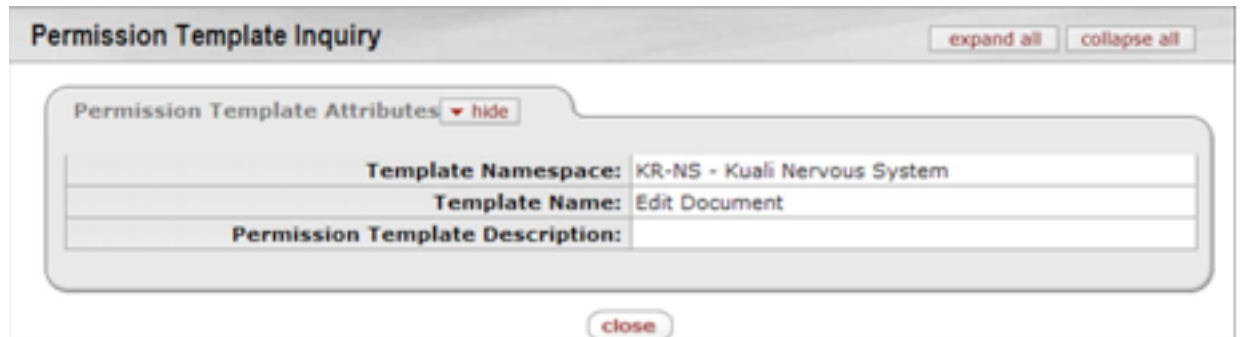 Permission Template Inquiry expand all collapse all
Permission Template Attributes hide
Template Namespace: KR-NS - Kuali Nervous System
Template Name: Edit Document
Permission Template Description:
close